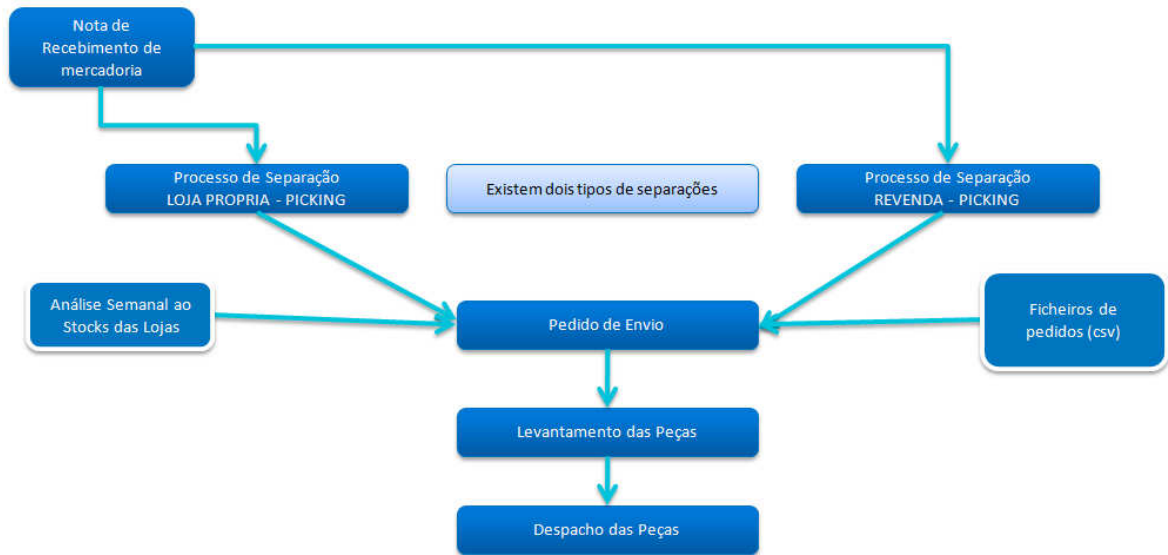 Nota de
Recebimento de
mercadoria
Processo de Separação
LOJA PROPRIA - PICKING
Existem dois tipos de separações
Processo de Separação
REVENDA - PICKING
Análise Semanal ao
Stocks das Lojas
Pedido de Envio
Ficheiros de
pedidos (csv)
Levantamento das Peças
Despacho das Peças